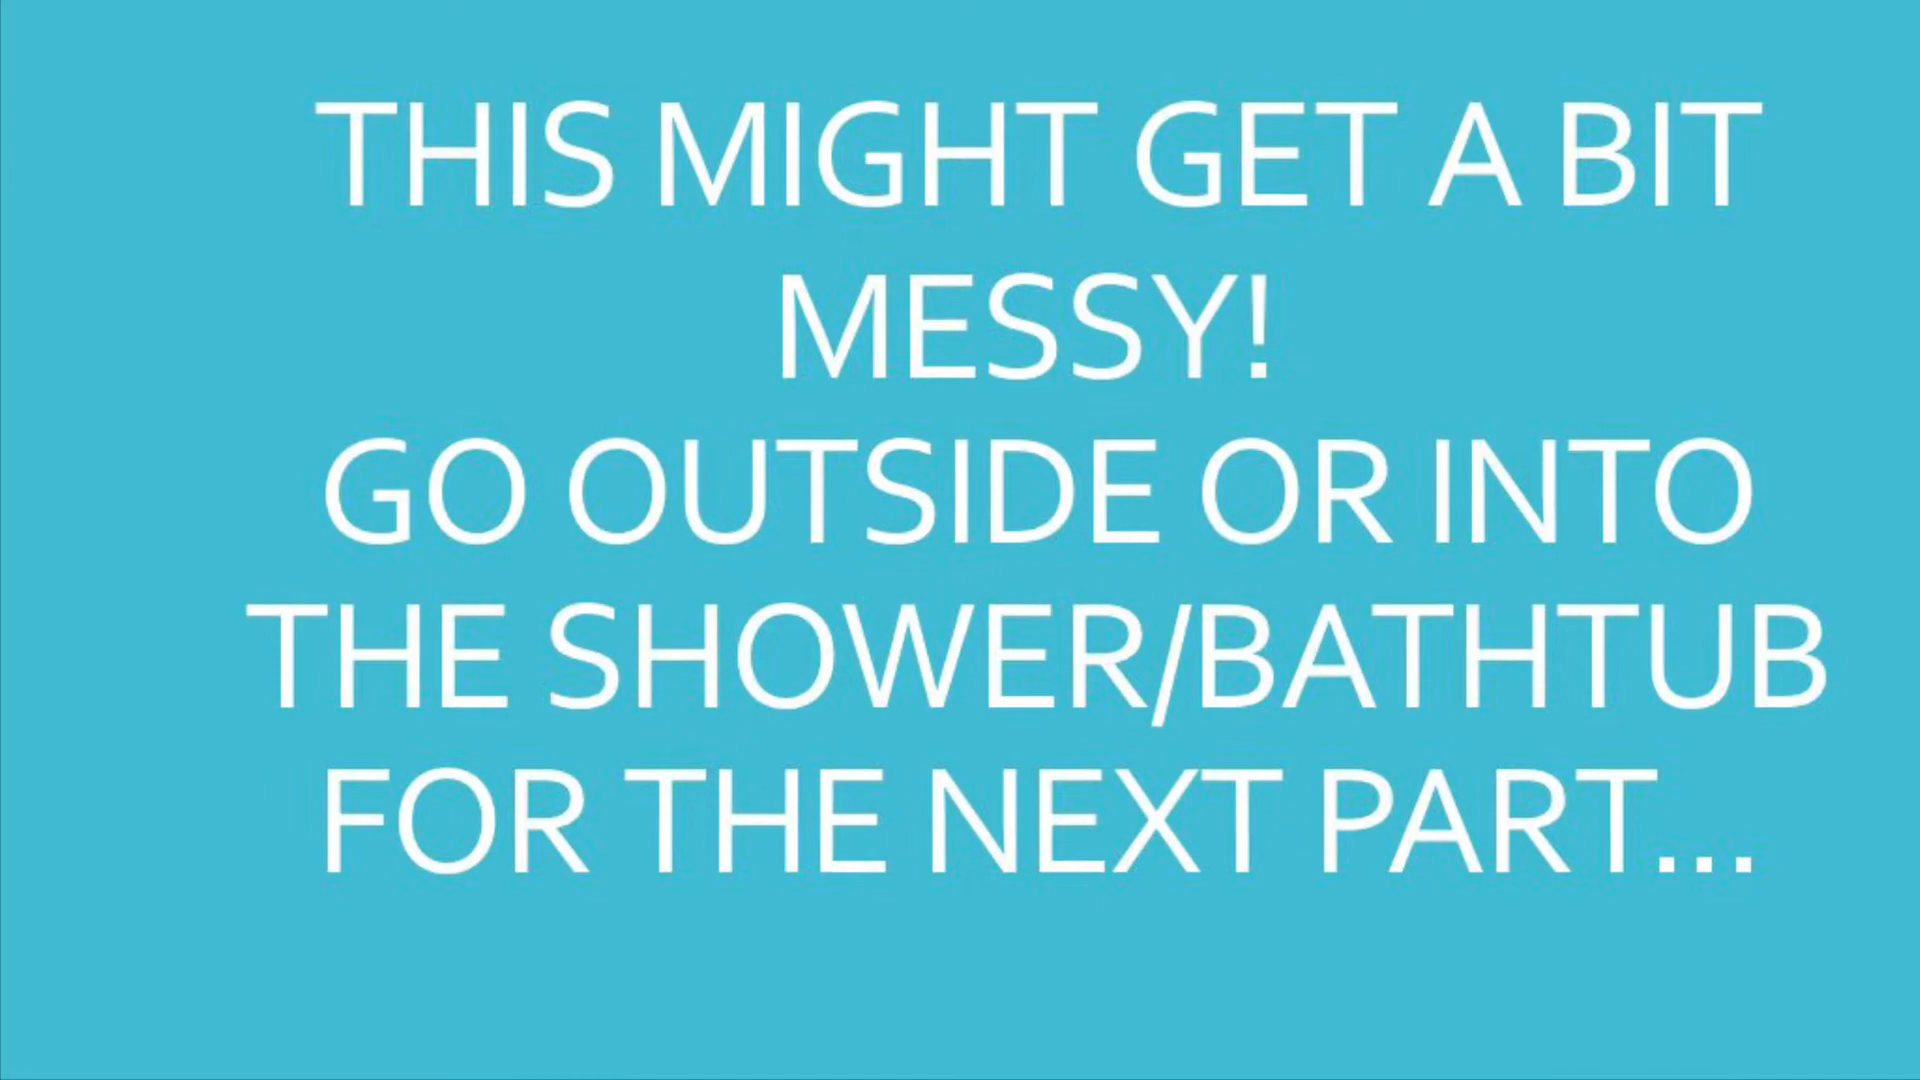 THIS MIGHT GET A BIT
MESSY!
GO OUTSIDE OR INTO
THE SHOWER/BATHTUB
FOR THE NEXT PART...